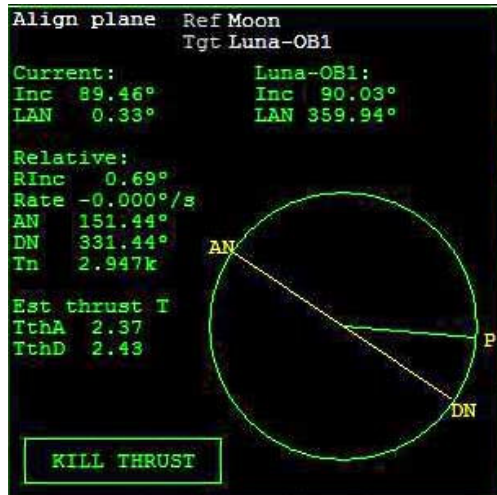 Align plane Ref Moon
Tgt Luna-OB1
Current: Luna-OB1:
Inc 89.46° Inc 90.03°
LAN 0.33° LAN 359.94°
Relative:
RInc 0.69°
Rate -0.000°/s
AN 151.44°
DN 331.44°
Tn 2.947k
Est thrust T
TthA 2.37
TthD 2.43
AN
P
DN
KILL THRUST